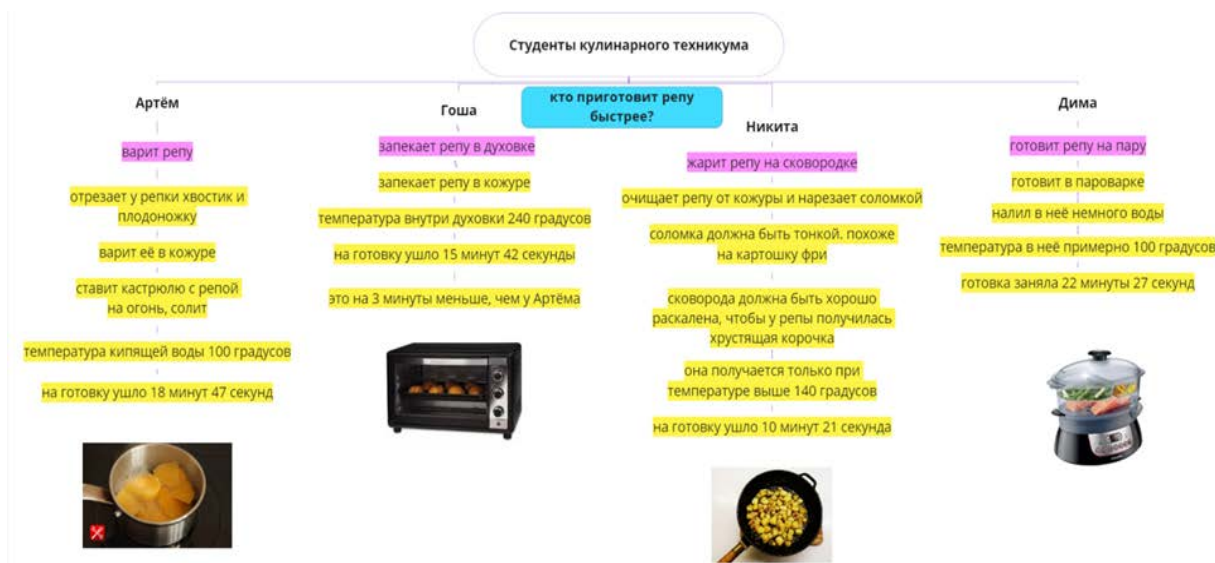 Студенты кулинарного техникума
кто приготовит репу
быстрее?
Артём
варит репу
отрезает у репки хвостик и
плодоножку
варит её в кожуре
ставит кастрюлю с репой
на огонь, солит
температура кипящей воды 100 градусов
на готовку ушло 18 минут 47 секунд
Гоша
запекает репу в духовке
запекает репу в кожуре
температура внутри духовки 240 градусов
на готовку ушло 15 минут 42 секунды
это на 3 минуты меньше, чем у Артёма
Никита
жарит репу на сковородке
очищает репу от кожуры и нарезает соломкой
соломка должна быть тонкой. похоже
на картошку фри
сковорода должна быть хорошо
раскалена, чтобы у репы получилась
хрустящая корочка
она получается только при
температуре выше 140 градусов
на готовку ушло 10 минут 21 секунда
Дима
готовит репу на пару
готовит в пароварке
налил в неё немного воды
температура в неё примерно 100 градусов
готовка заняла 22 минуты 27 секунд